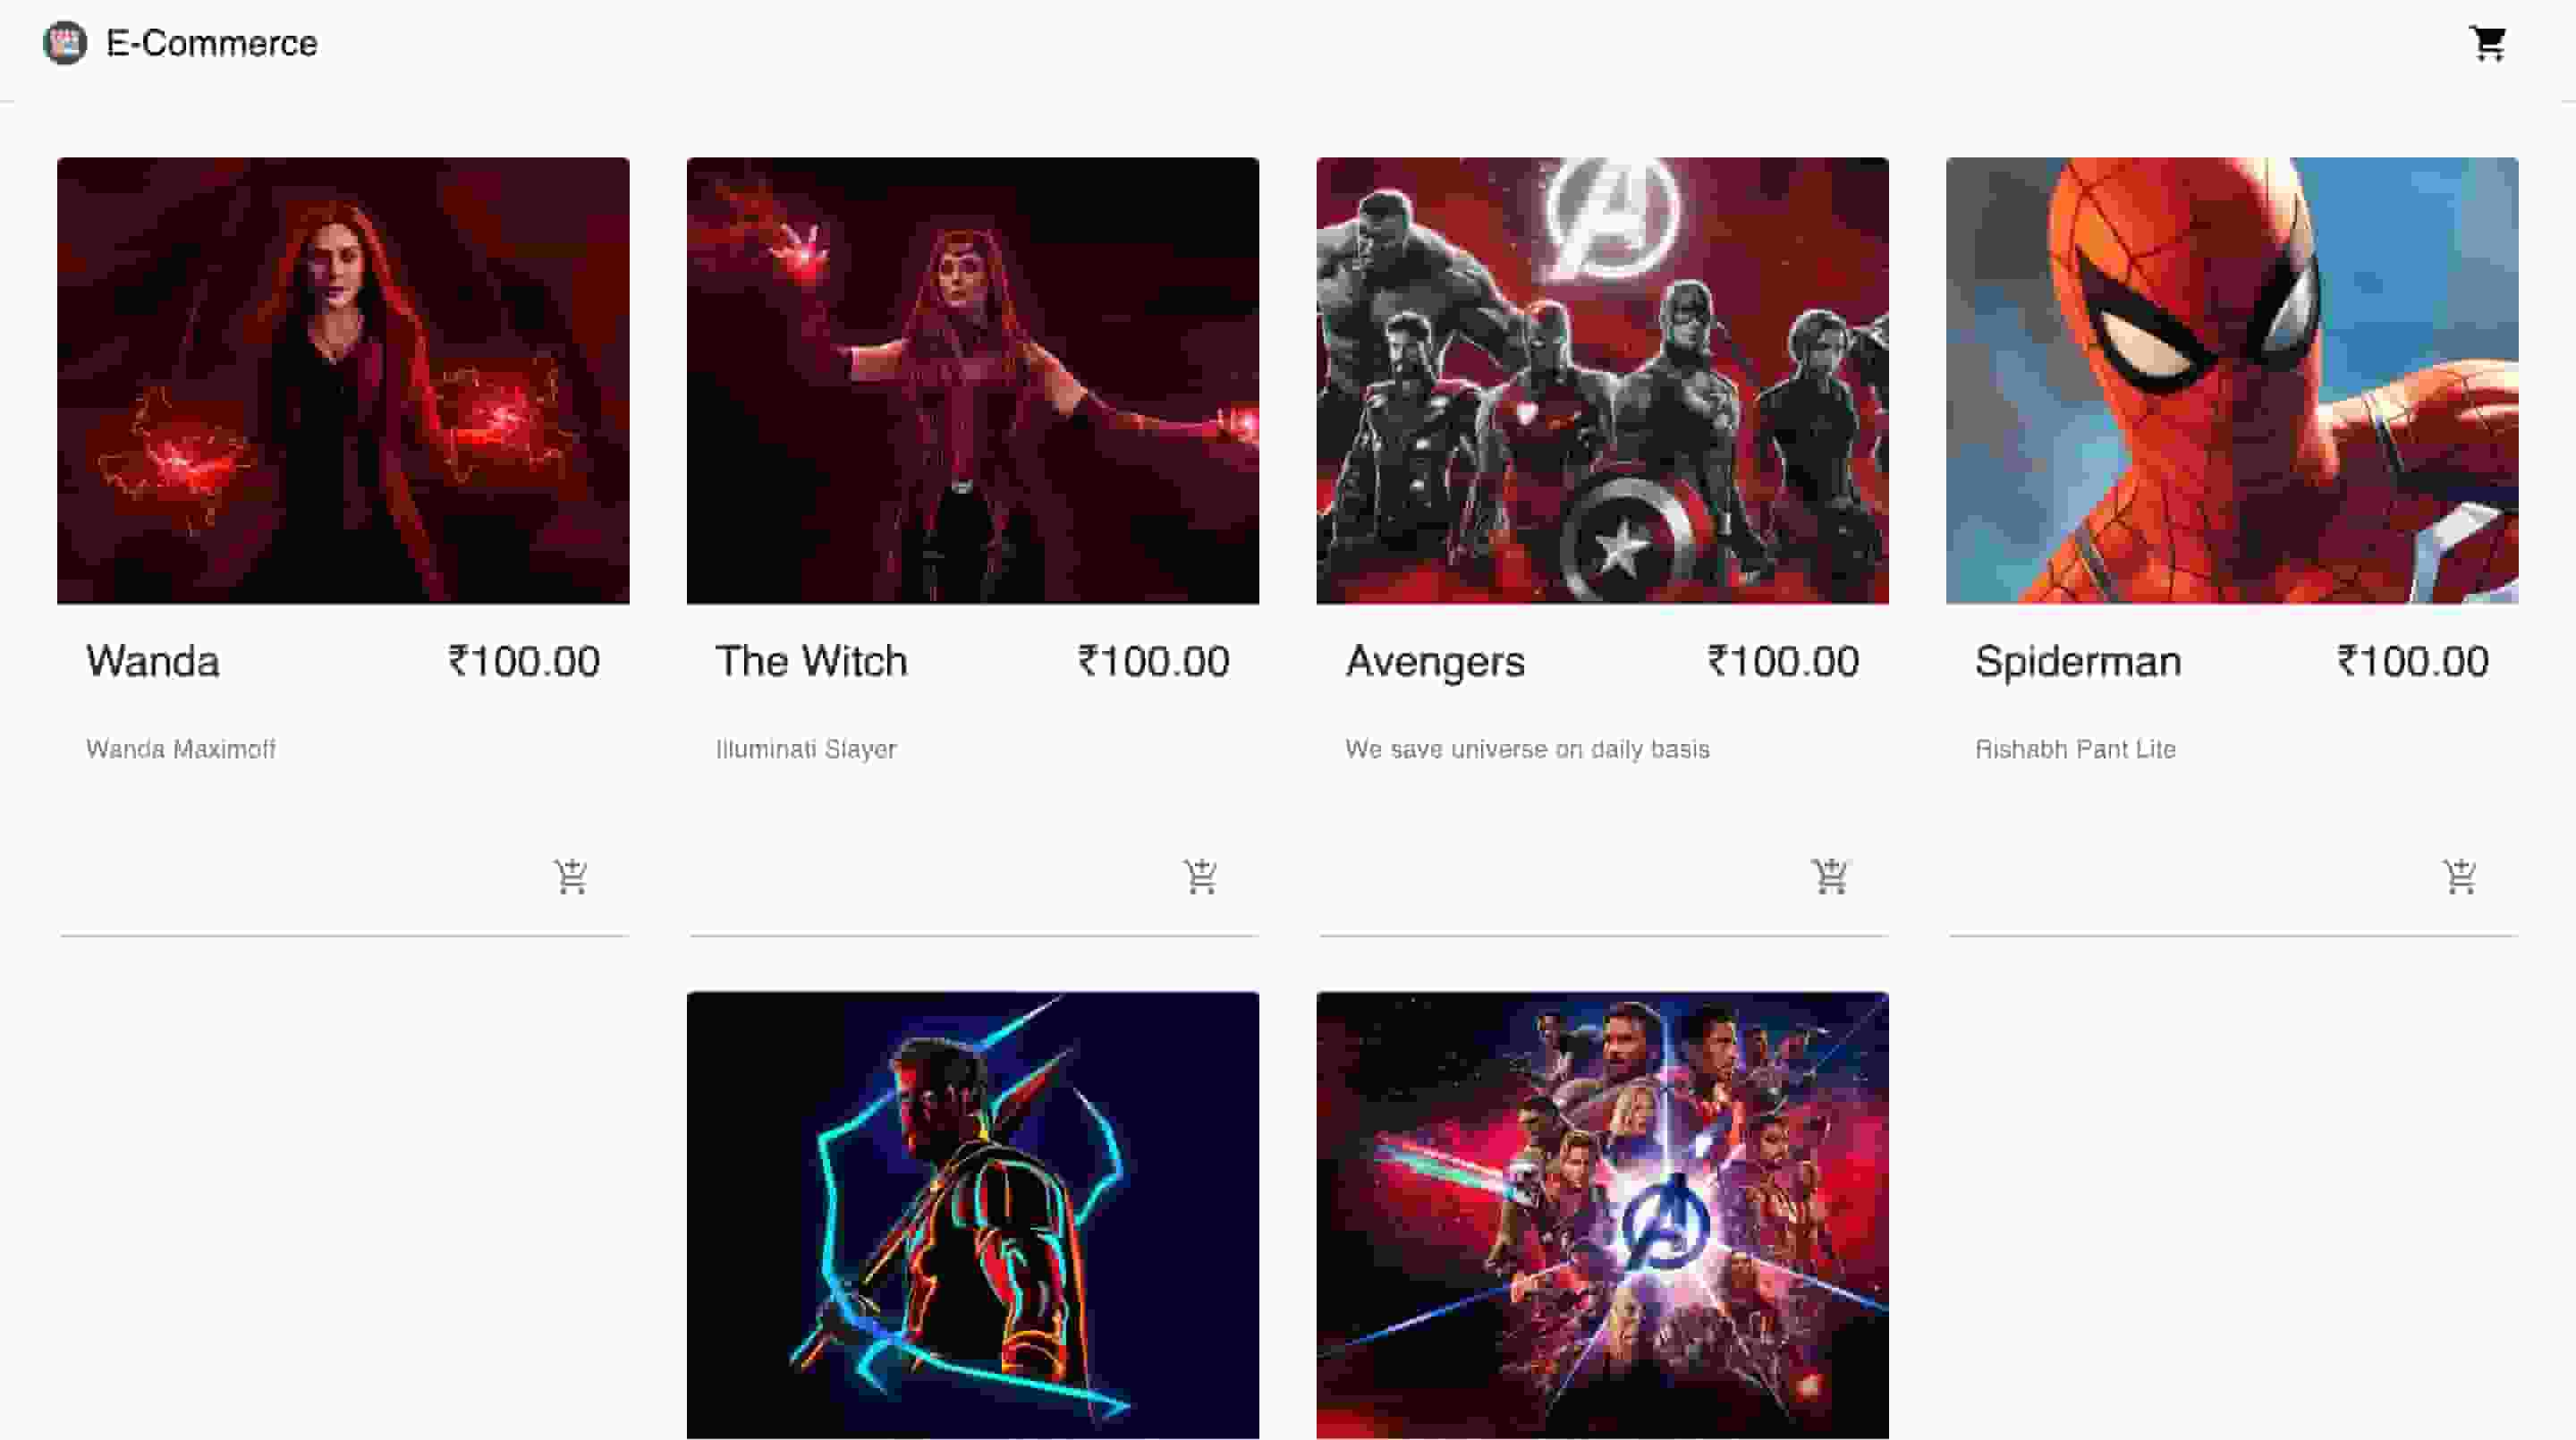 E-Commerce
Wanda ₹100.00
Wanda Maximoff
The Witch ₹100.00
Illuminati Slayer
Avengers ₹100.00
We save universe on daily basis
Spiderman ₹100.00
Rishabh Pant Lite